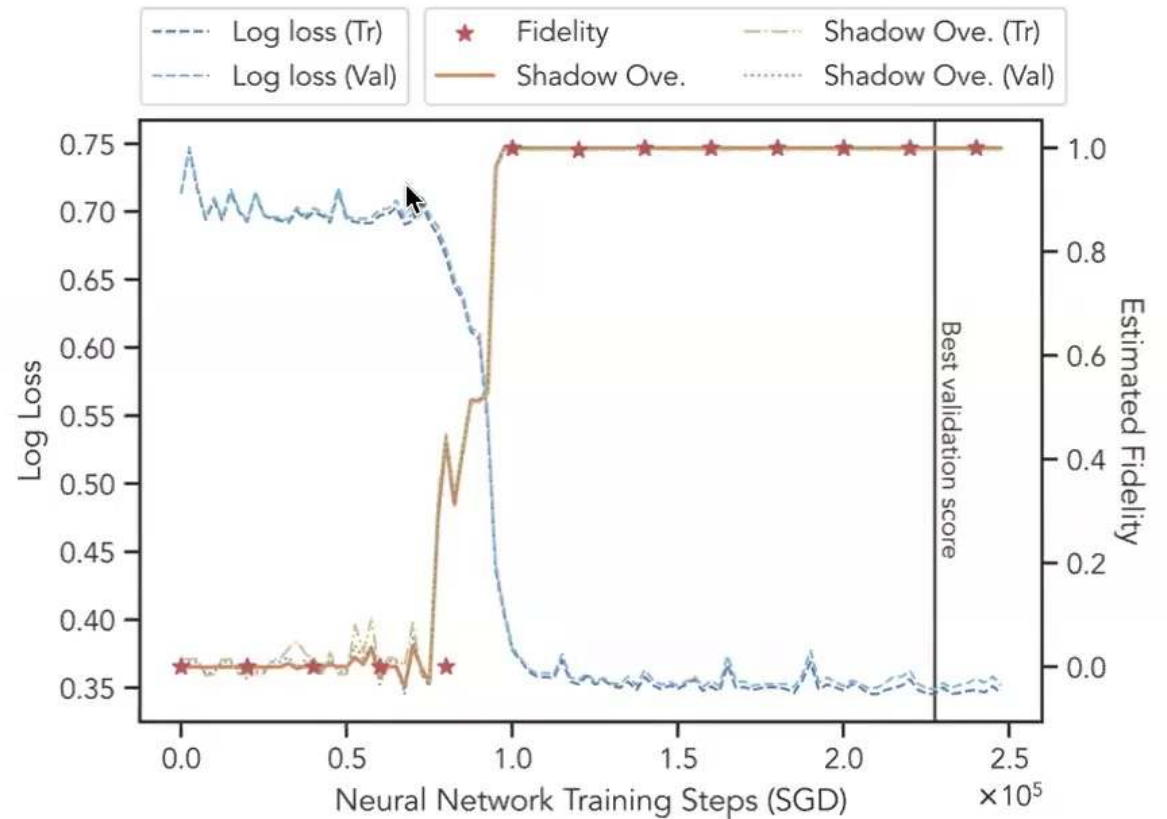 Log loss (Tr)
Log loss (Val)
Fidelity
Shadow Ove.
Shadow Ove. (Tr)
Shadow Ove. (Val)
Log Loss
0.75
0.70
0.65
0.60
0.55
0.50
0.45
0.40
0.35
1.0
0.8
0.6
0.4
0.2
0.0
Estimated Fidelity
Best validation score
0.0 0.5 1.0 1.5 2.0 2.5
Neural Network Training Steps (SGD)
×10⁵